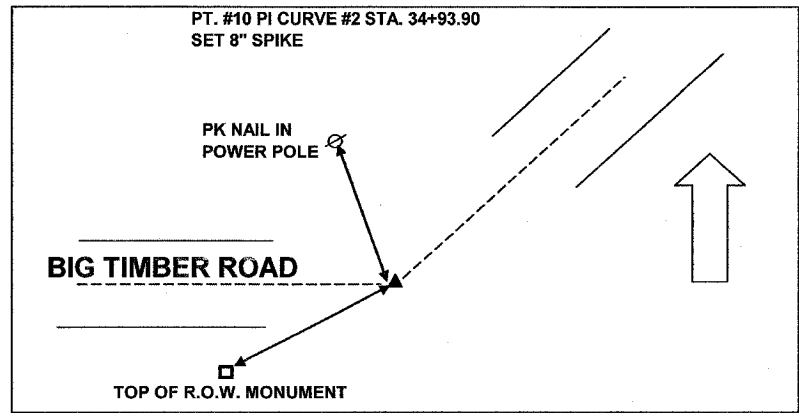 PT. #10 PI CURVE #2 STA. 34+93.90
SET 8" SPIKE
PK NAIL IN
POWER POLE
BIG TIMBER ROAD
TOP OF R.O.W. MONUMENT